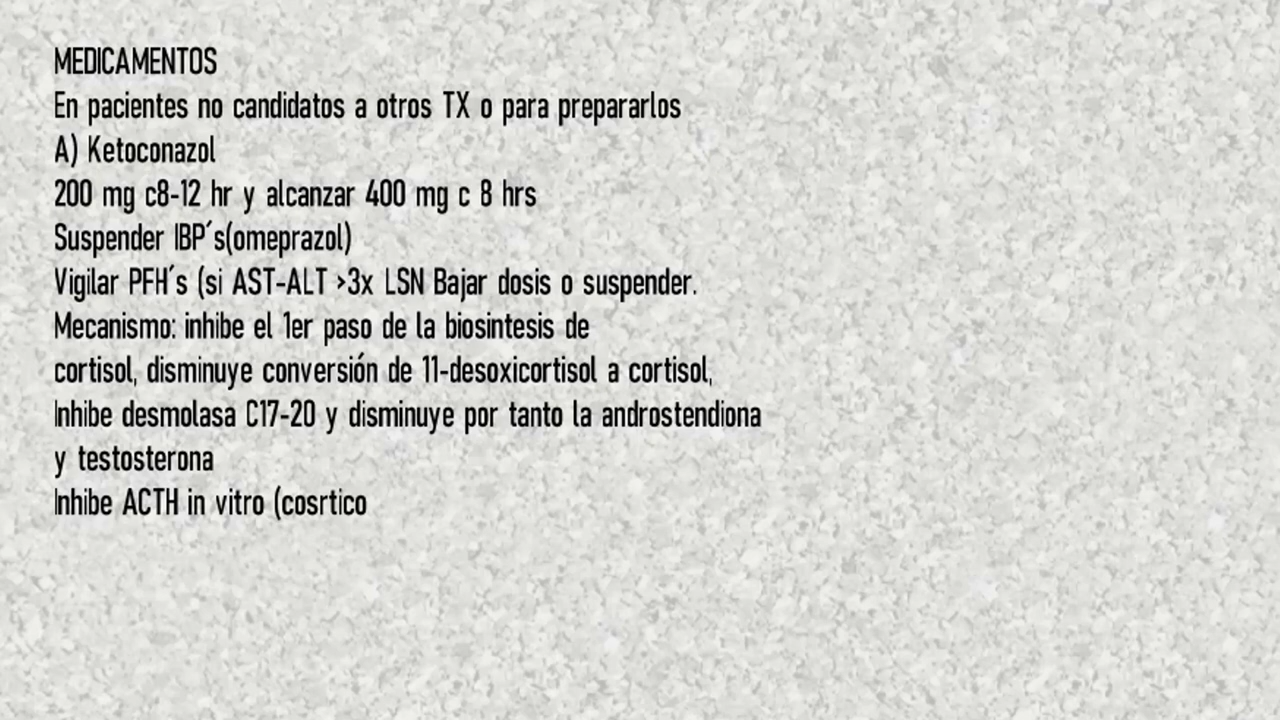 MEDICAMENTOS
En pacientes no candidatos a otros TX o para prepararlos
A) Ketoconazol
200 mg c8-12 hr y alcanzar 400 mg c 8 hrs
Suspender IBP´s(omeprazol)
Vigilar PFH´s (si AST-ALT >3x LSN Bajar dosis o suspender.
Mecanismo: inhibe el 1er paso de la biosintesis de
cortisol, disminuye conversión de 11-desoxicortisol a cortisol,
Inhibe desmolasa C17-20 y disminuye por tanto la androstendiona
y testosterona
Inhibe ACTH in vitro (cosrtico